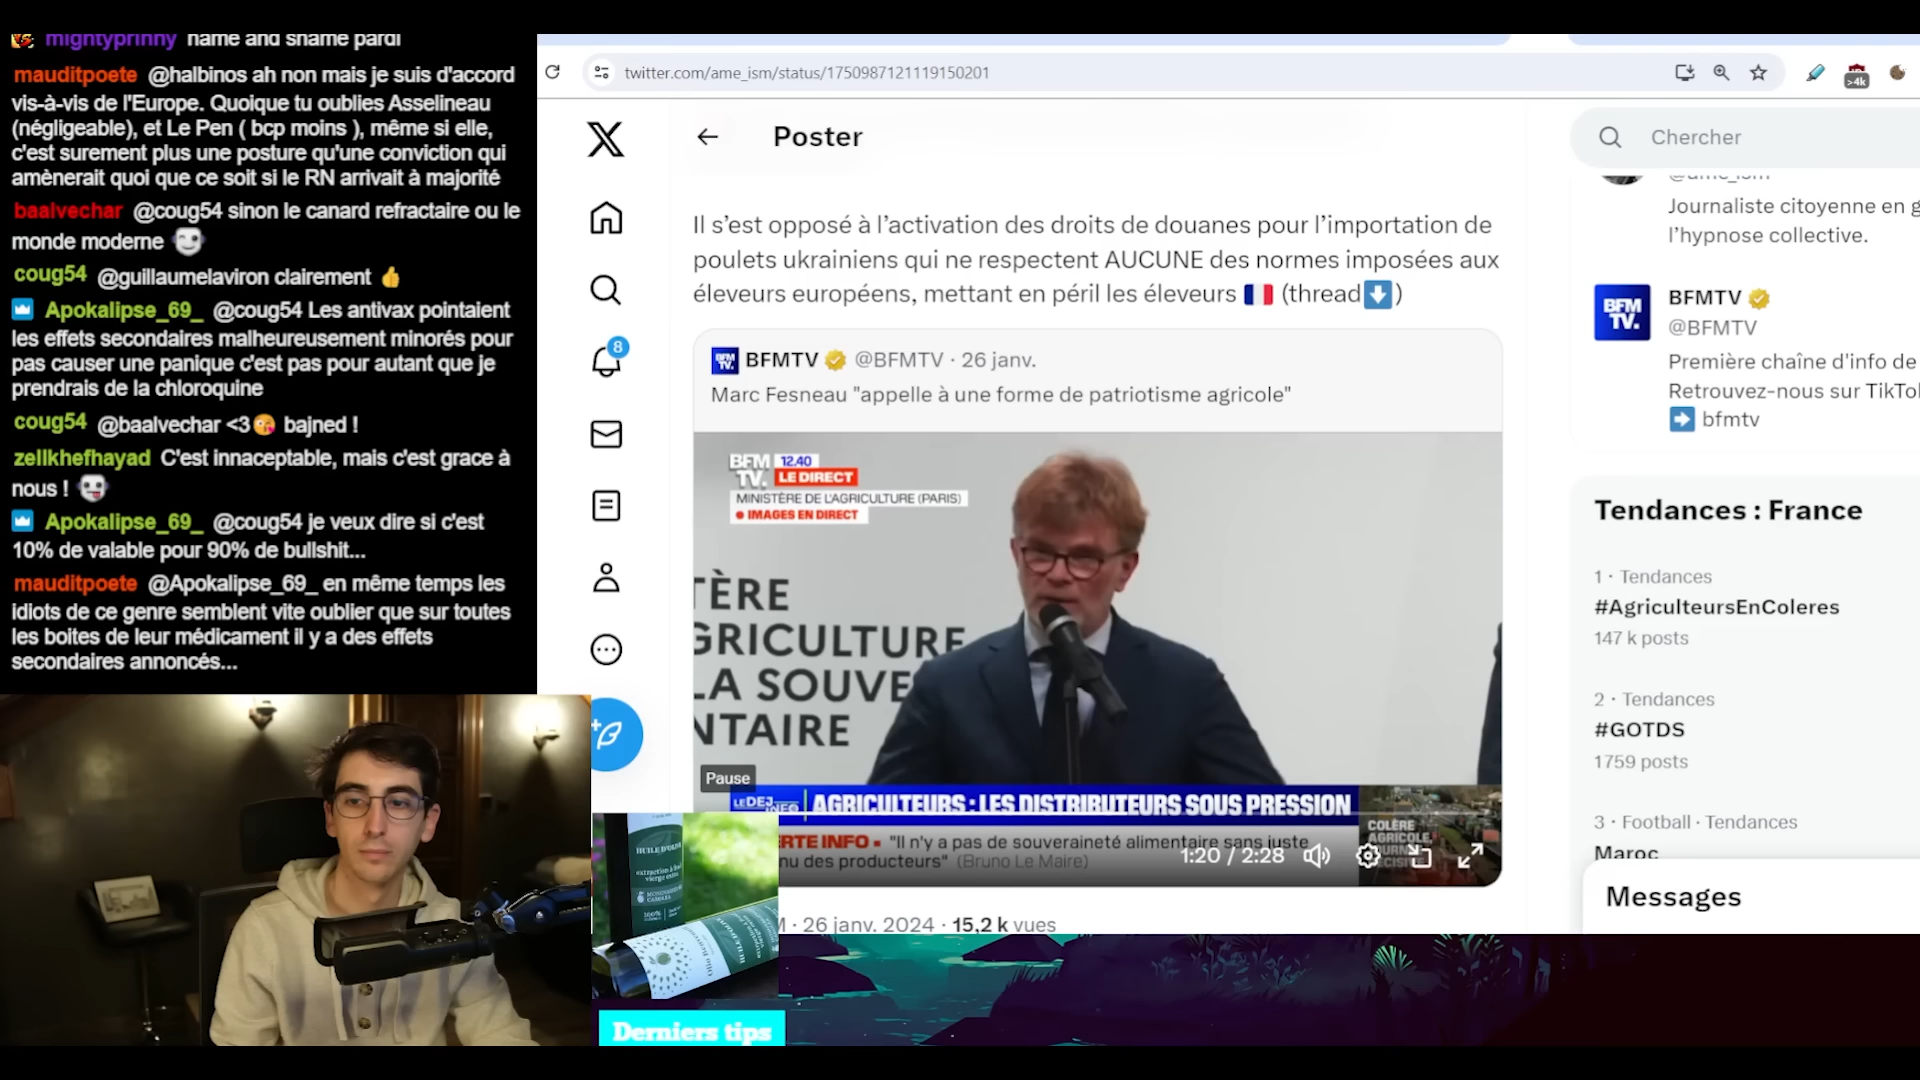 mightyprinny name and shame pardi
mauditpoete @halbinos ah non mais je suis d'accord
vis-à-vis de l'Europe. Quoique tu oublies Asselineau
(négligeable), et Le Pen ( bcp moins ), même si elle,
c'est surement plus une posture qu'une conviction qui
amènerait quoi que ce soit si le RN arrivait à majorité
baalvechar @coug54 sinon le canard refractaire ou le
monde moderne
coug54 @guillaumelaviron clairement 👍
Apokalipse_69_ @coug54 Les antivax pointaient
les effets secondaires malheureusement minorés pour
pas causer une panique c'est pas pour autant que je
prendrais de la chloroquine
coug54 @baalvechar <3😘 bajned !
zellkhefhayad C'est innaceptable, mais c'est grace à
nous !
Apokalipse_69_ @coug54 je veux dire si c'est
10% de valable pour 90% de bullshit...
mauditpoete @Apokalipse_69_ en même temps les
idiots de ce genre semblent vite oublier que sur toutes
les boites de leur médicament il y a des effets
secondaires annoncés...
twitter.com/ame_ism/status/1750987121119150201
>4k
Poster
8
Il s’est opposé à l’activation des droits de douanes pour l’importation de
poulets ukrainiens qui ne respectent AUCUNE des normes imposées aux
éleveurs européens, mettant en péril les éleveurs 🇫🇷 (thread⬇️)
BFMTV @BFMTV · 26 janv.
Marc Fesneau "appelle à une forme de patriotisme agricole"
BFM TV. 12.40
LE DIRECT
MINISTÈRE DE L'AGRICULTURE (PARIS)
● IMAGES EN DIRECT
TÈRE
GRICULTURE
LA SOUVE
NTAIRE
Pause
LE DEJ INFO AGRICULTEURS : LES DISTRIBUTEURS SOUS PRESSION
RTE INFO ▪ "Il n'y a pas de souveraineté alimentaire sans juste
nu des producteurs" (Bruno Le Maire)
COLÈRE
AGRICOLE
1:20 / 2:28
· 26 janv. 2024 · 15,2 k vues
Chercher
@ame_ism
Journaliste citoyenne en g
l’hypnose collective.
BFM TV.
BFMTV
@BFMTV
Première chaîne d'info de
Retrouvez-nous sur TikTo
➡️ bfmtv
Tendances : France
1 · Tendances
#AgriculteursEnColeres
147 k posts
2 · Tendances
#GOTDS
1759 posts
3 · Football · Tendances
Maroc
Messages
HUILE D'OLIVE
extraction à froid
vierge extra
100%
Derniers tips